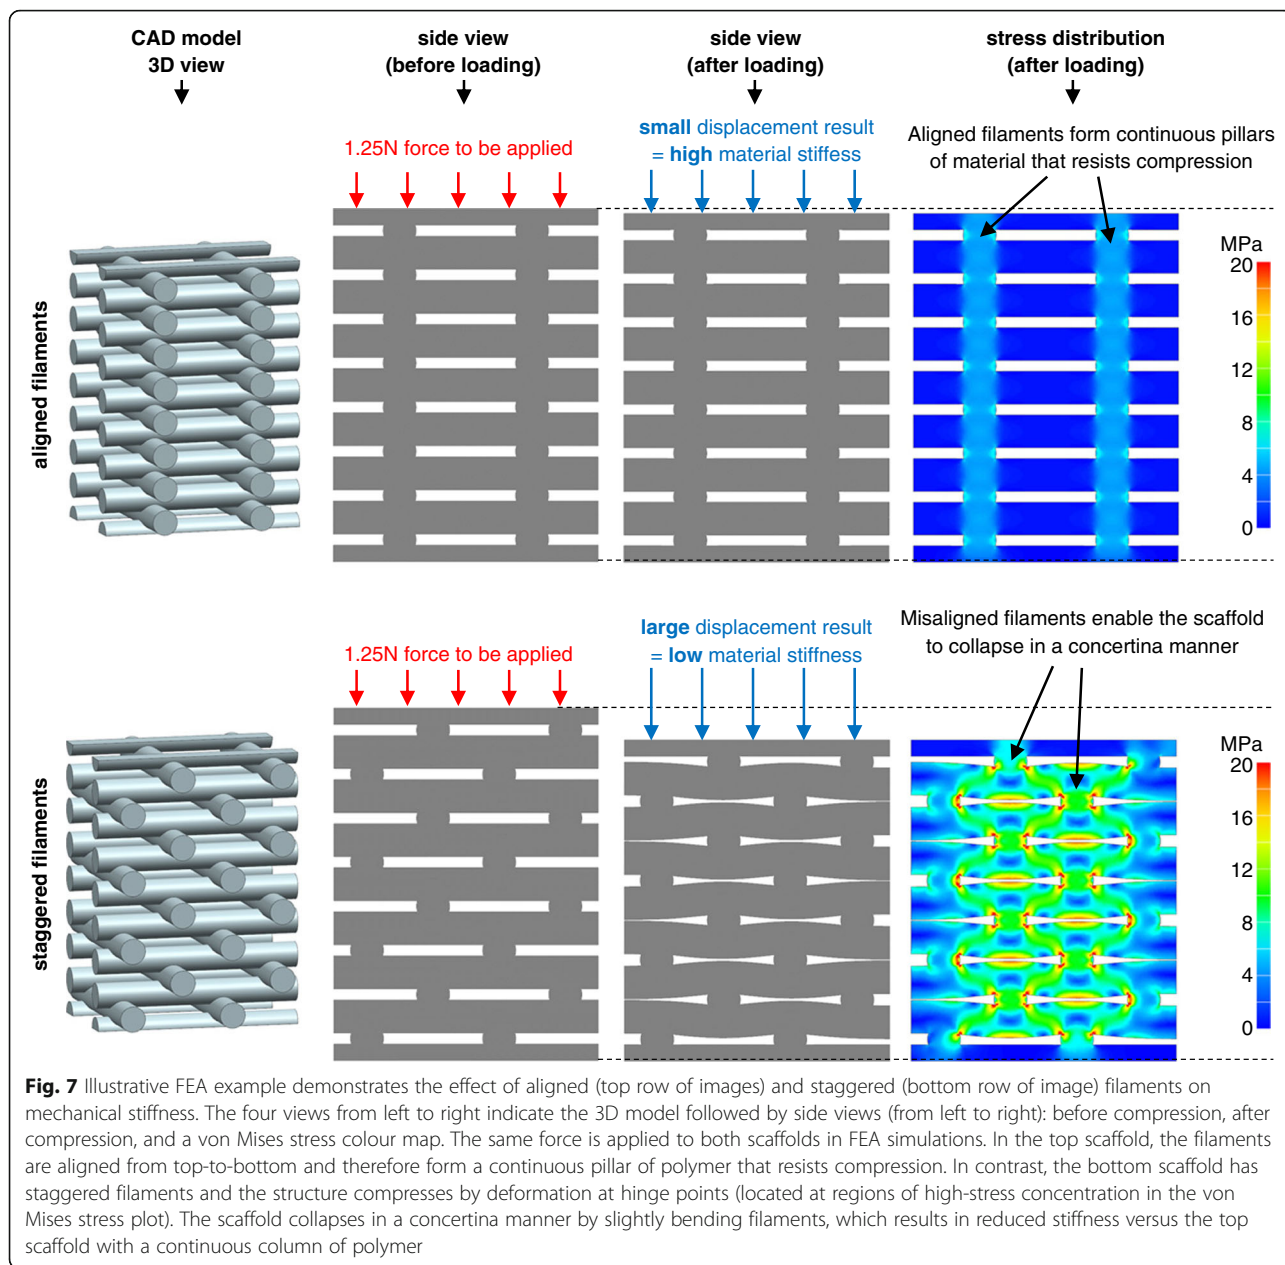 CAD model
3D view
side view
(before loading)
side view
(after loading)
stress distribution
(after loading)
aligned filaments
1.25N force to be applied
small displacement result
= high material stiffess
Aligned filaments form continuous pillars
of material that resists compression
MPa
20
16
12
8
4
0
staggered filaments
1.25N force to be applied
large displacement result
= low material stiffness
Misaligned filaments enable the scaffold
to collapse in a concertina manner
MPa
20
16
12
8
4
0
Fig. 7 Illustrative FEA example demonstrates the effect of aligned (top row of images) and staggered (bottom row of image) filaments on
mechanical stiffness. The four views from left to right indicate the 3D model followed by side views (from left to right): before compression, after
compression, and a von Mises stress colour map. The same force is applied to both scaffolds in FEA simulations. In the top scaffold, the filaments
are aligned from top-to-bottom and therefore form a continuous pillar of polymer that resists compression. In contrast, the bottom scaffold has
staggered filaments and the structure compresses by deformation at hinge points (located at regions of high-stress concentration in the von
Mises stress plot). The scaffold collapses in a concertina manner by slightly bending filaments, which results in reduced stiffness versus the top
scaffold with a continuous column of polymer